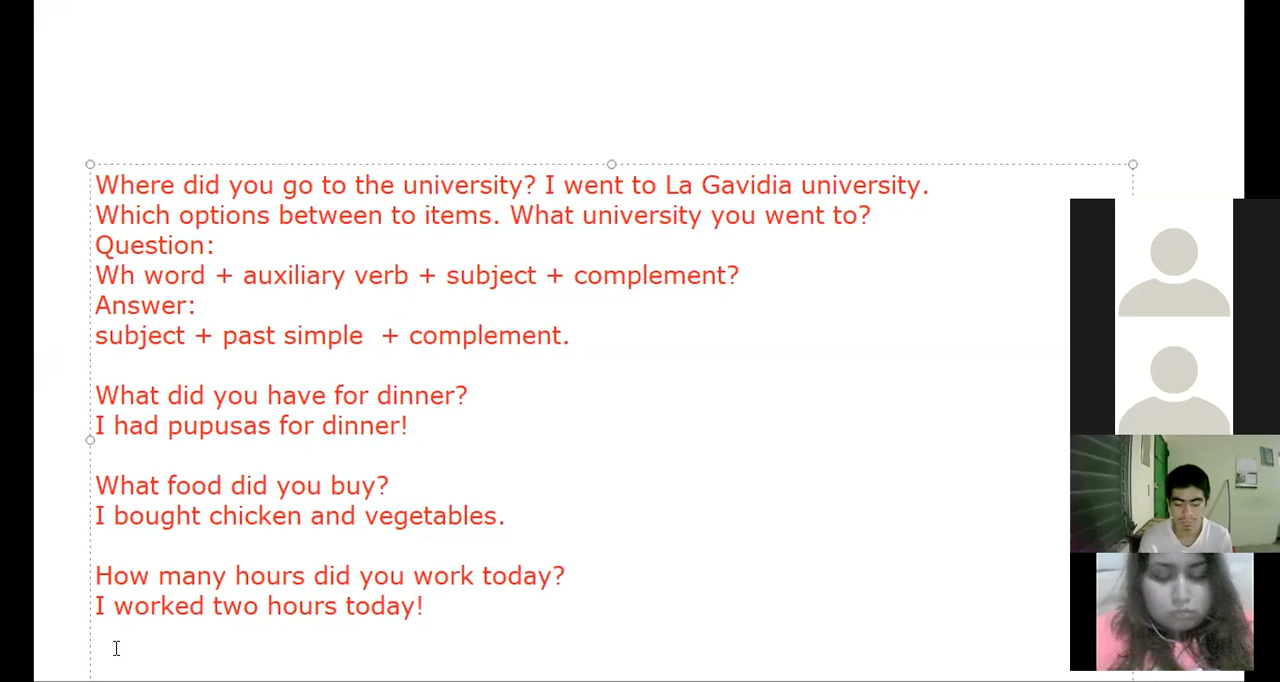 Where did you go to the university? I went to La Gavidia university.
Which options between to items. What university you went to?
Question:
Wh word + auxiliary verb + subject + complement?
Answer:
subject + past simple  + complement.
What did you have for dinner?
I had pupusas for dinner!
What food did you buy?
I bought chicken and vegetables.
How many hours did you work today?
I worked two hours today!